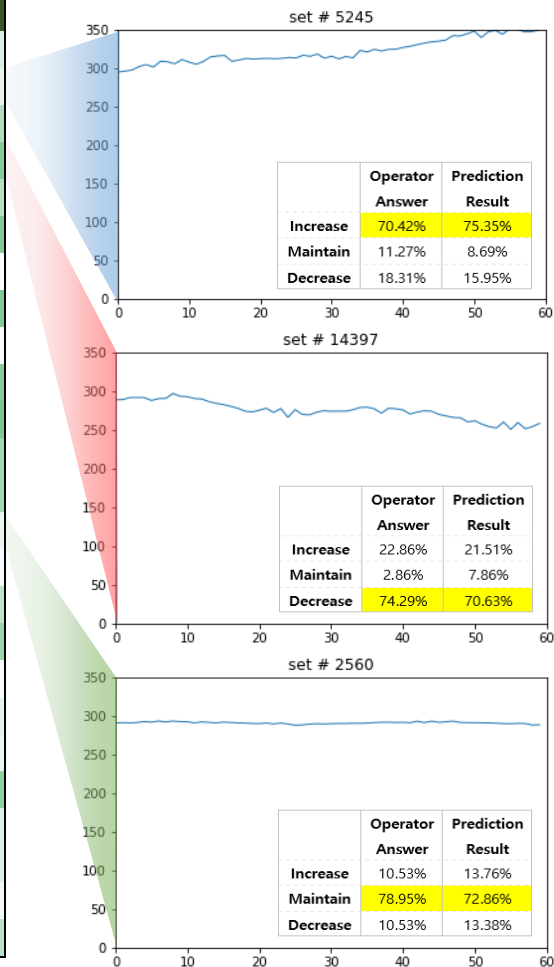 set # 5245
350
300
250
200
150
100
50
0
0 10 20 30 40 50 60
Operator Prediction
Answer Result
Increase 70.42% 75.35%
Maintain 11.27% 8.69%
Decrease 18.31% 15.95%
set # 14397
350
300
250
200
150
100
50
0
0 10 20 30 40 50 60
Operator Prediction
Answer Result
Increase 22.86% 21.51%
Maintain 2.86% 7.86%
Decrease 74.29% 70.63%
set # 2560
350
300
250
200
150
100
50
0
0 10 20 30 40 50 60
Operator Prediction
Answer Result
Increase 10.53% 13.76%
Maintain 78.95% 72.86%
Decrease 10.53% 13.38%